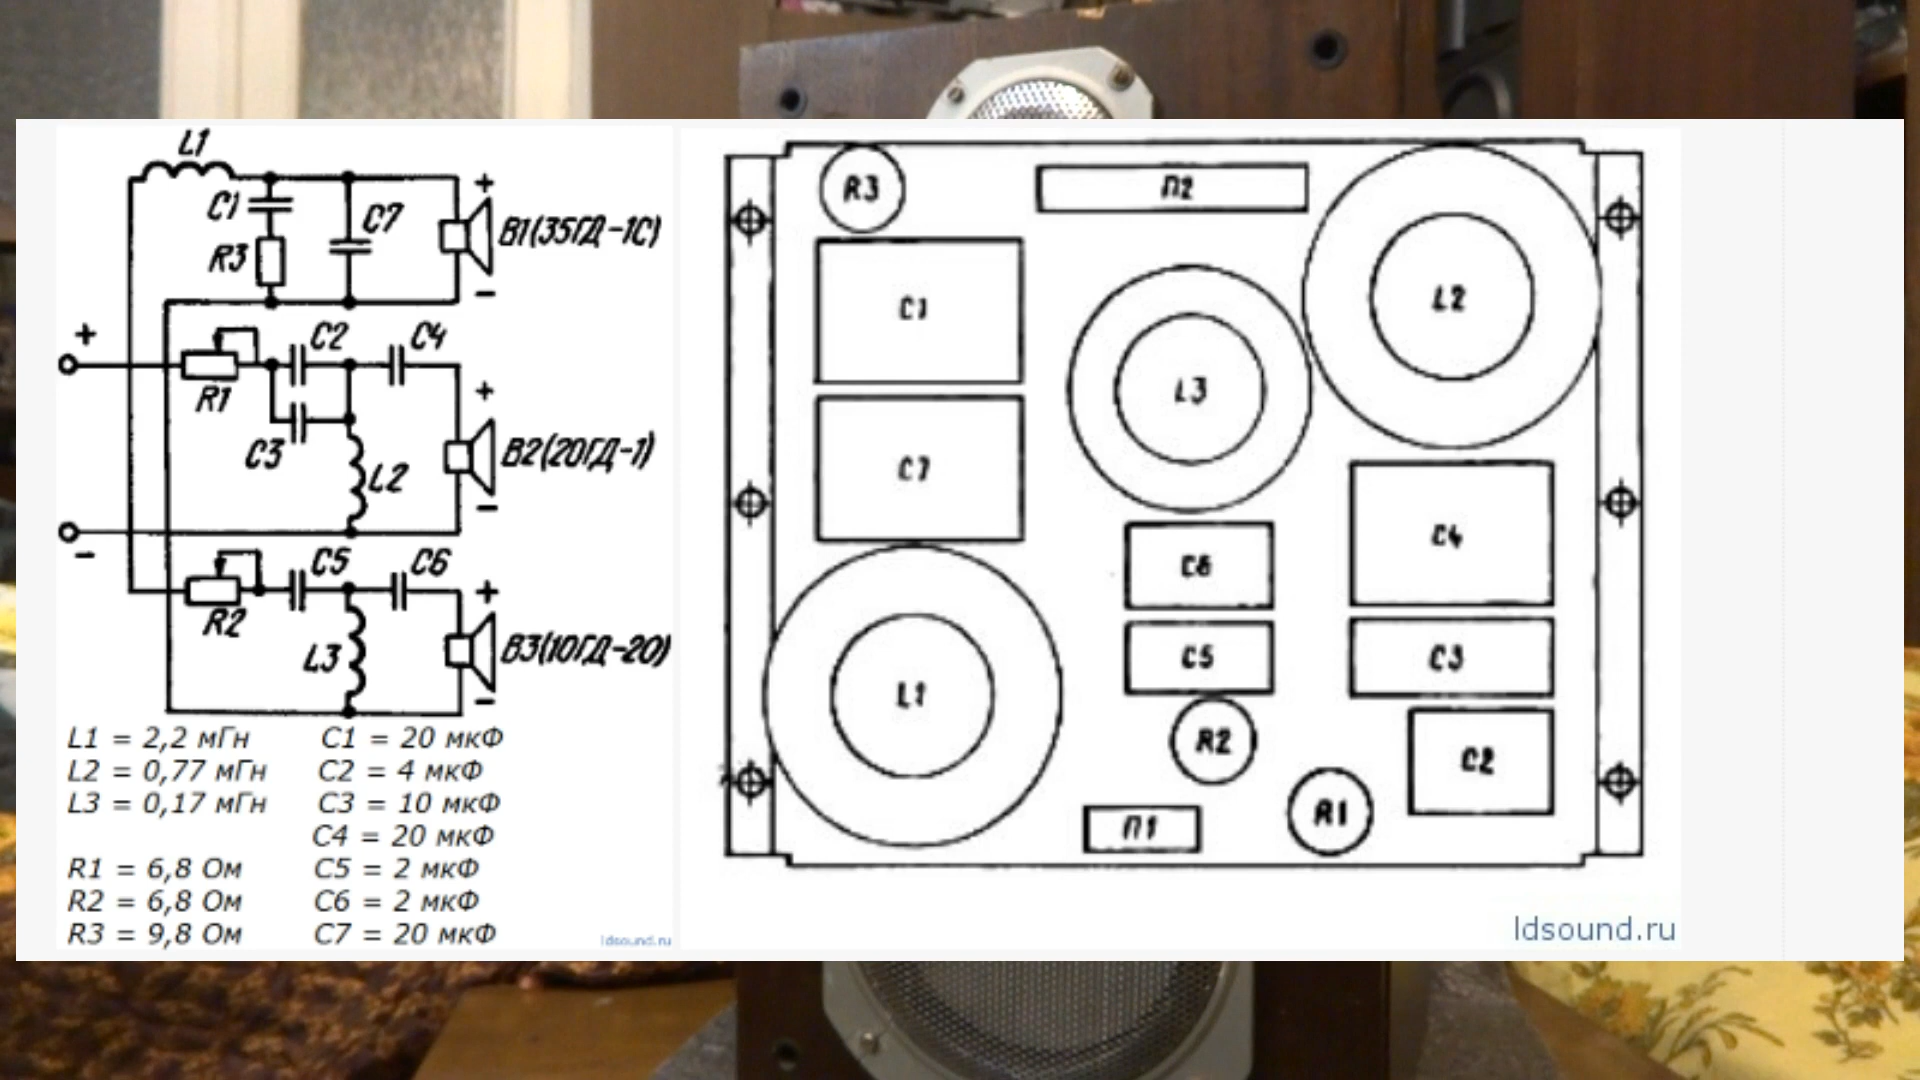 L1
C1
C7
R3
+
В1(35ГД-1С)
−
+
C2
C4
R1
+
C3
L2
В2(20ГД-1)
−
−
C5
C6
R2
+
L3
В3(10ГД-20)
−
L1 = 2,2 мГн C1 = 20 мкФ
L2 = 0,77 мГн C2 = 4 мкФ
L3 = 0,17 мГн C3 = 10 мкФ
C4 = 20 мкФ
R1 = 6,8 Ом C5 = 2 мкФ
R2 = 6,8 Ом C6 = 2 мкФ
R3 = 9,8 Ом C7 = 20 мкФ
ldsound.ru
R3
П2
C1
L2
L3
C7
C4
C6
C5
C3
L1
R2
C2
R1
П1
ldsound.ru